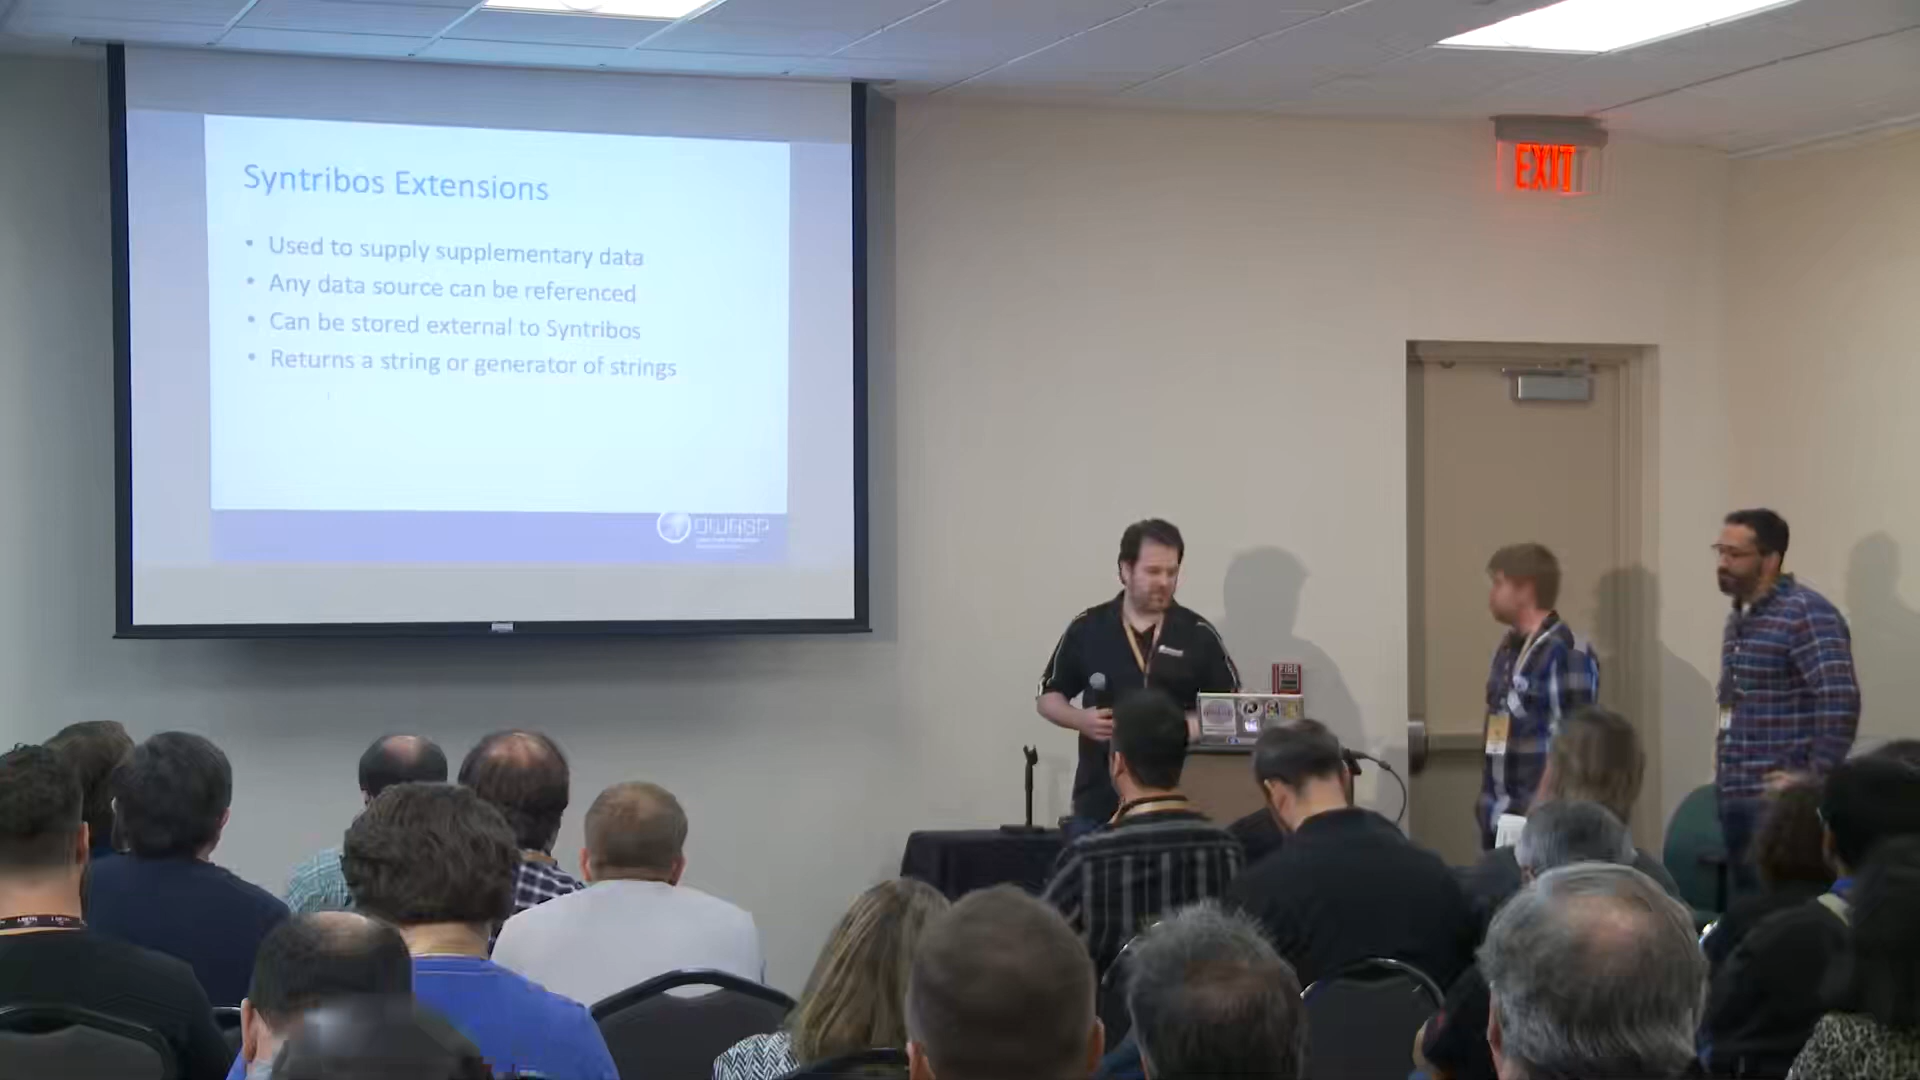 Syntribos Extensions
• Used to supply supplementary data
• Any data source can be referenced
• Can be stored external to Syntribos
• Returns a string or generator of strings
OWASP
EXIT
FIRE